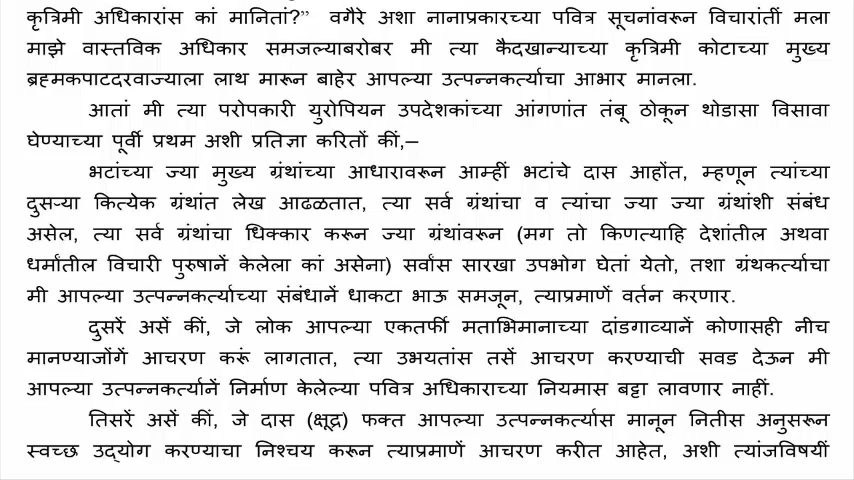 कृत्रिमी अधिकारांस कां मानितां?” वगैरे अशा नानाप्रकारच्या पवित्र सूचनांवरून विचारांतीं मला
माझे वास्तविक अधिकार समजल्याबरोबर मी त्या कैदखान्याच्या कृत्रिमी कोटाच्या मुख्य
ब्रह्मकपाटदरवाज्याला लाथ मारून बाहेर आपल्या उत्पन्नकर्त्याचा आभार मानला.
आतां मी त्या परोपकारी युरोपियन उपदेशकांच्या आंगणांत तंबू ठोकून थोडासा विसावा
घेण्याच्या पूर्वी प्रथम अशी प्रतिज्ञा करितों कीं,–
भटांच्या ज्या मुख्य ग्रंथांच्या आधारावरून आम्हीं भटांचे दास आहोंत, म्हणून त्यांच्या
दुसऱ्या कित्येक ग्रंथांत लेख आढळतात, त्या सर्व ग्रंथांचा व त्यांचा ज्या ज्या ग्रंथांशी संबंध
असेल, त्या सर्व ग्रंथांचा धिक्कार करून ज्या ग्रंथांवरून (मग तो किणत्याहि देशांतील अथवा
धर्मांतील विचारी पुरुषानें केलेला कां असेना) सर्वांस सारखा उपभोग घेतां येतो, तशा ग्रंथकर्त्याचा
मी आपल्या उत्पन्नकर्त्याच्या संबंधानें धाकटा भाऊ समजून, त्याप्रमाणें वर्तन करणार.
दुसरें असें कीं, जे लोक आपल्या एकतर्फी मताभिमानाच्या दांडगाव्यानें कोणासही नीच
मानण्याजोंगें आचरण करूं लागतात, त्या उभयतांस तसें आचरण करण्याची सवड देऊन मी
आपल्या उत्पन्नकर्त्यानें निर्माण केलेल्या पवित्र अधिकाराच्या नियमास बट्टा लावणार नाहीं.
तिसरें असें कीं, जे दास (क्षूद्र) फक्त आपल्या उत्पन्नकर्त्यास मानून नितीस अनुसरून
स्वच्छ उद्‌योग करण्याचा निश्चय करून त्याप्रमाणें आचरण करीत आहेत, अशी त्यांजविषयीं